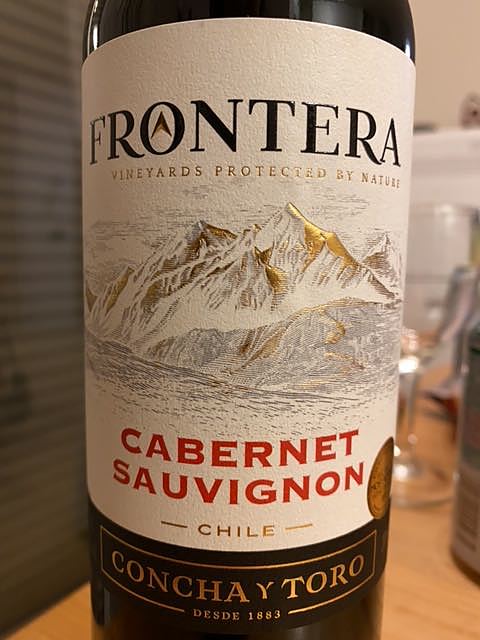 FRONTERA
VINEYARDS PROTECTED BY NATURE
CABERNET
SAUVIGNON
CHILE
CONCHA Y TORO
DESDE 1883